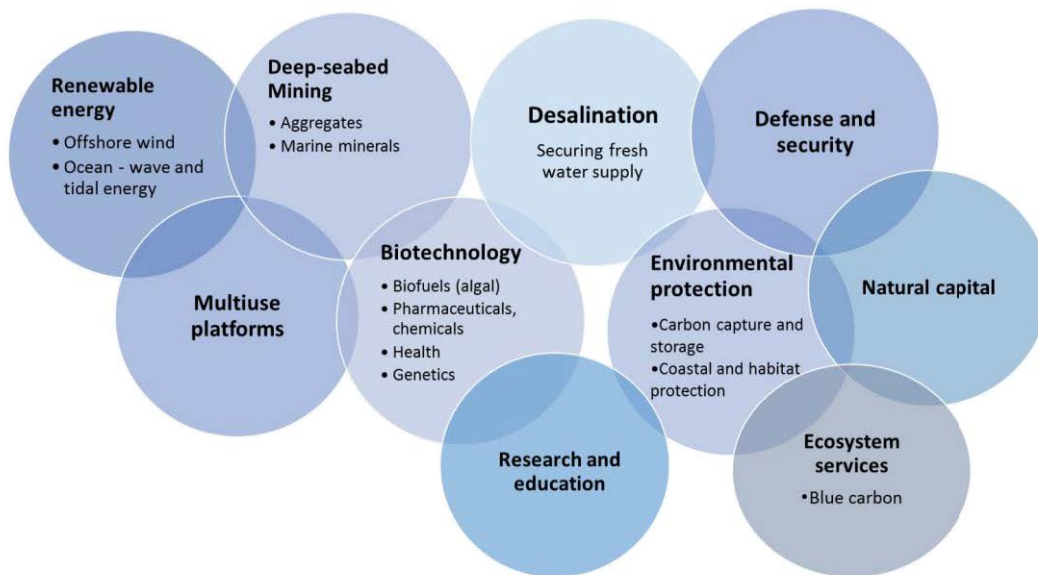 Renewable
energy
• Offshore wind
• Ocean - wave and
tidal energy
Deep-seabed
Mining
• Aggregates
• Marine minerals
Desalination
Securing fresh
water supply
Defense and
security
Multiuse
platforms
Biotechnology
• Biofuels (algal)
• Pharmaceuticals,
chemicals
• Health
• Genetics
Environmental
protection
•Carbon capture and
storage
•Coastal and habitat
protection
Natural capital
Research and
education
Ecosystem
services
•Blue carbon